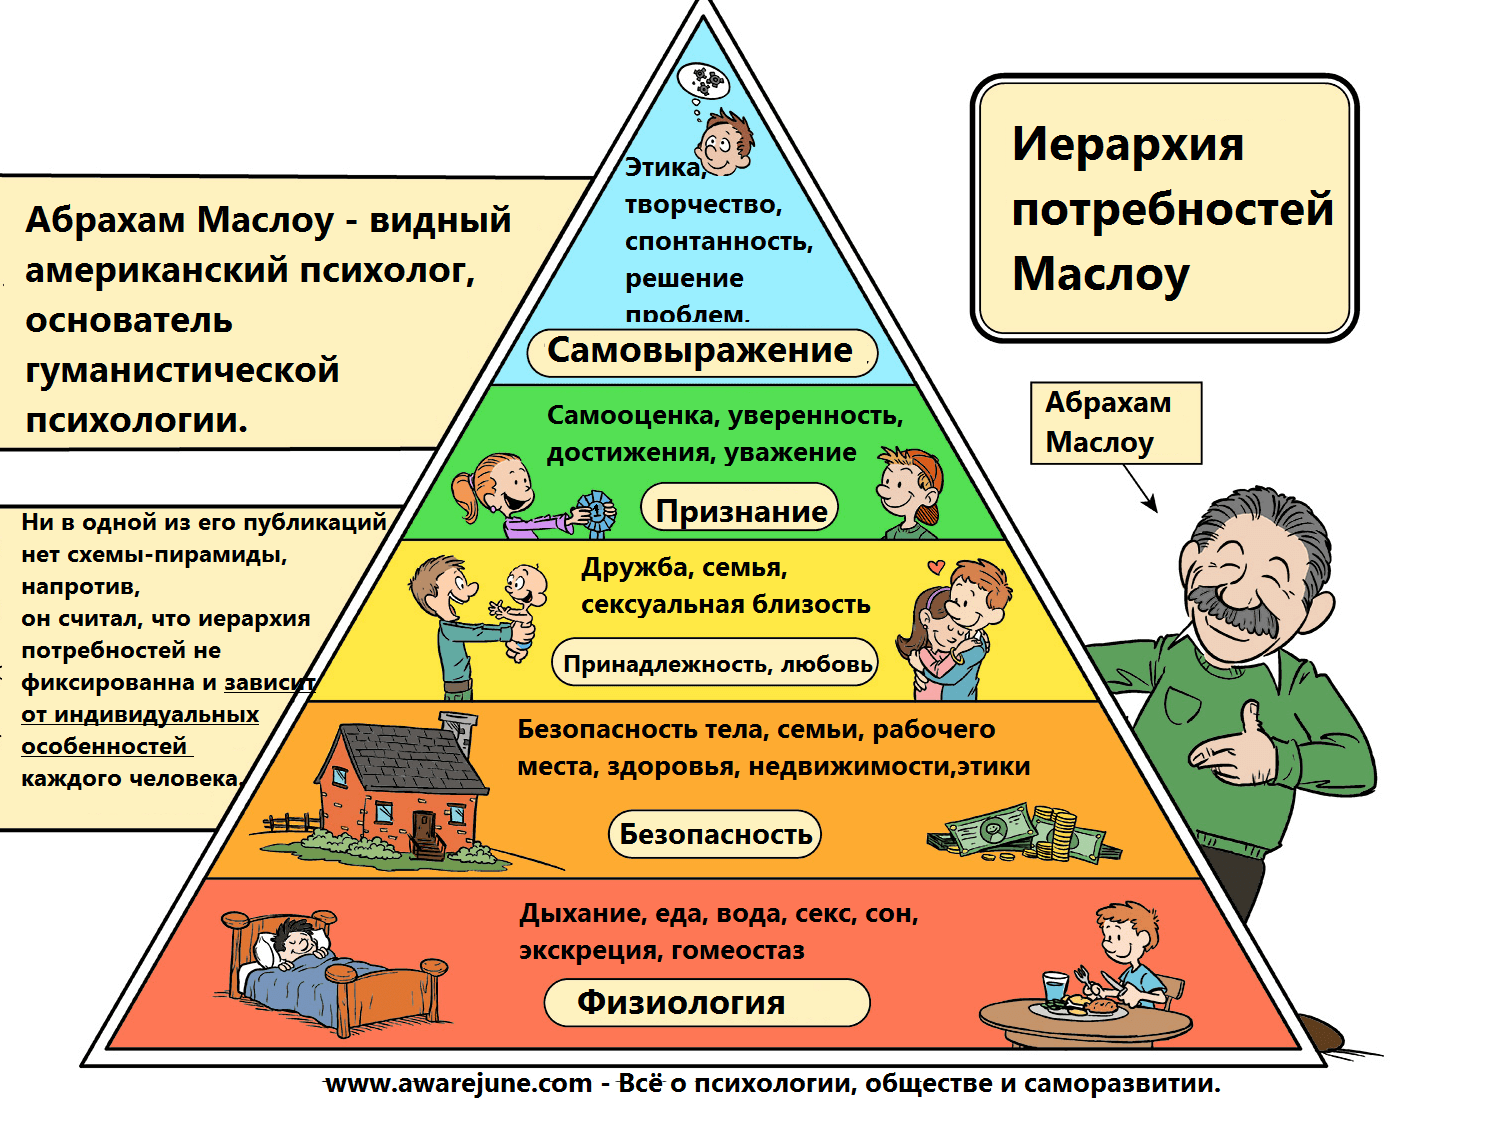 Иерархия
потребностей
Маслоу
Абрахам Маслоу - видный
американский психолог,
основатель
гуманистической
психологии.
Ни в одной из его публикаций
нет схемы-пирамиды,
напротив,
он считал, что иерархия
потребностей не
фиксированна и зависит
от индивидуальных
особенностей
каждого человека.
Этика,
творчество,
спонтанность,
решение
проблем.
Самовыражение
Самооценка, уверенность,
достижения, уважение
1
Признание
Дружба, семья,
сексуальная близость
Принадлежность, любовь
Безопасность тела, семьи, рабочего
места, здоровья, недвижимости,этики
Безопасность
Дыхание, еда, вода, секс, сон,
экскреция, гомеостаз
Физиология
Абрахам
Маслоу
www.awarejune.com - Всё о психологии, обществе и саморазвитии.